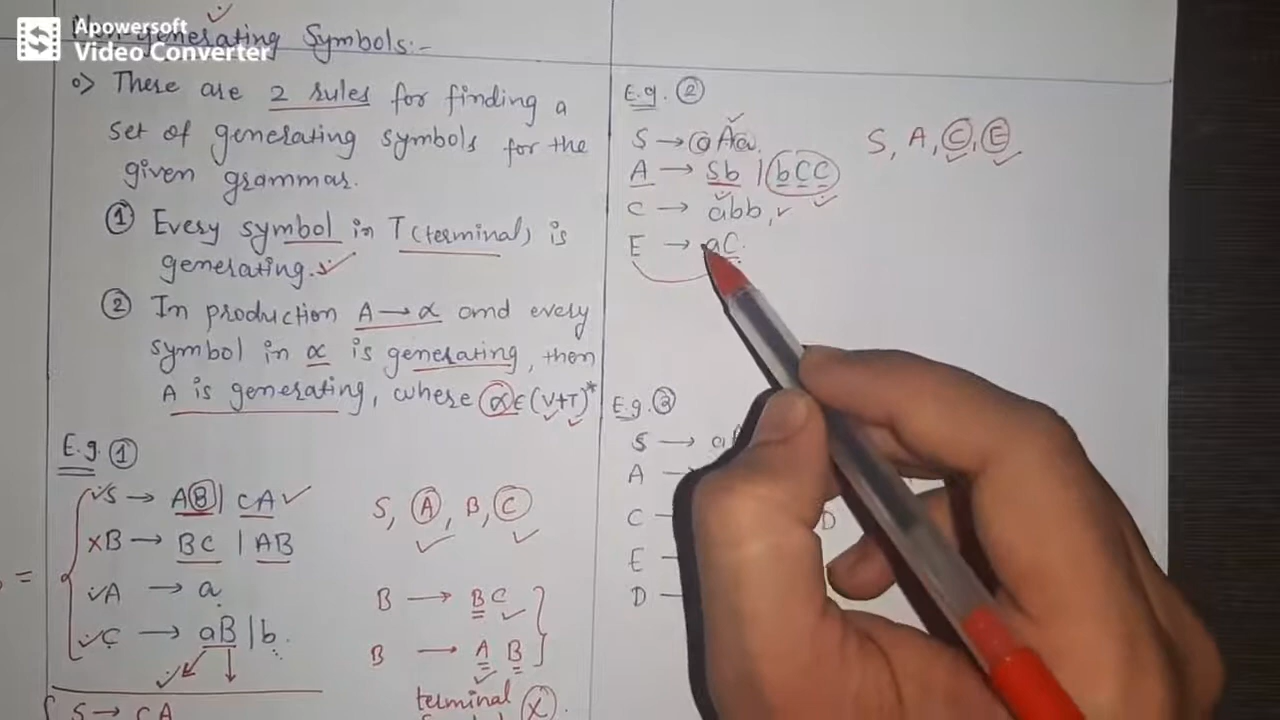 Apowersoft
Video Converter
Non-generating Symbols:-
o> There are 2 rules for finding a
set of generating symbols for the
given grammar.
① Every symbol in T(terminal) is
generating.
② In production A → α and every
symbol in α is generating, then
A is generating, where α∈(V+T)*
E.g. ①
S → AB | CA
B → BC | AB
A → a
C → aB | b.
S → CA
S, A, B, C
B → BC
B → A B
terminal
E.g. ②
S → aAa.
A → Sb | bCC
C → abb,
E → aC.
S, A, C, E
E.g. ③
S → a
A →
C D
E
D